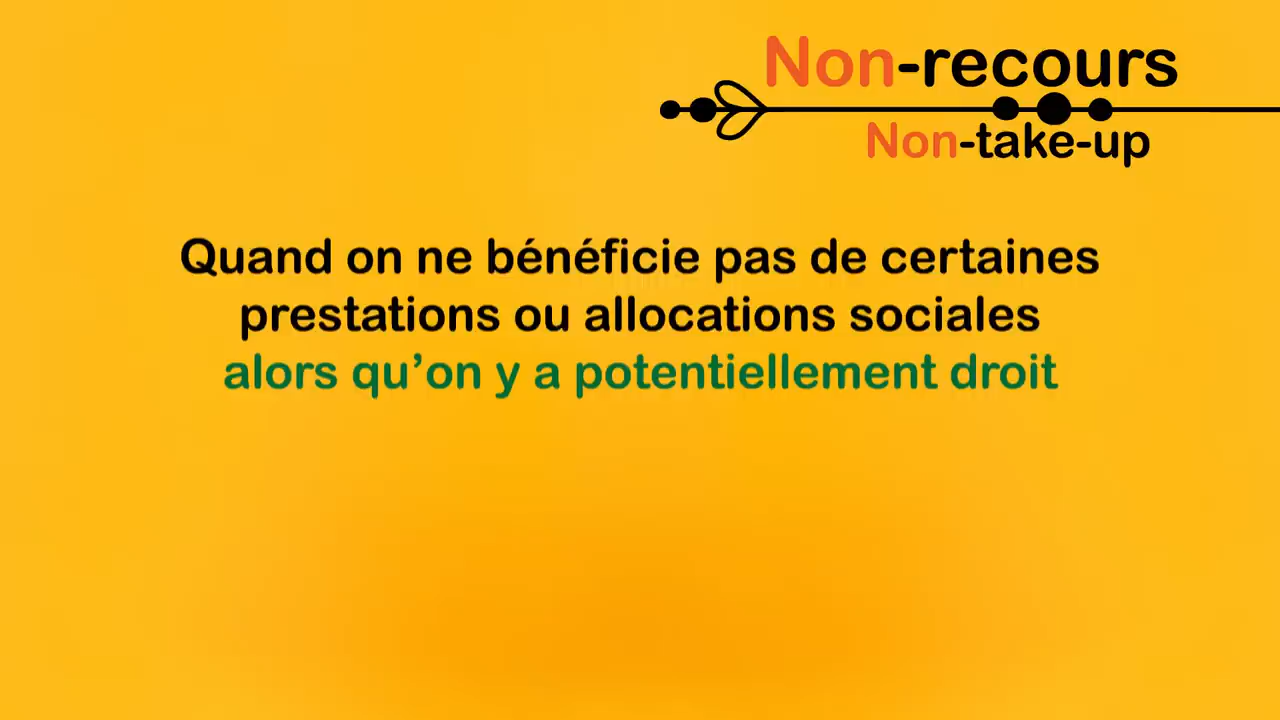 Non-recours
Non-take-up
Quand on ne bénéficie pas de certaines
prestations ou allocations sociales
alors qu’on y a potentiellement droit